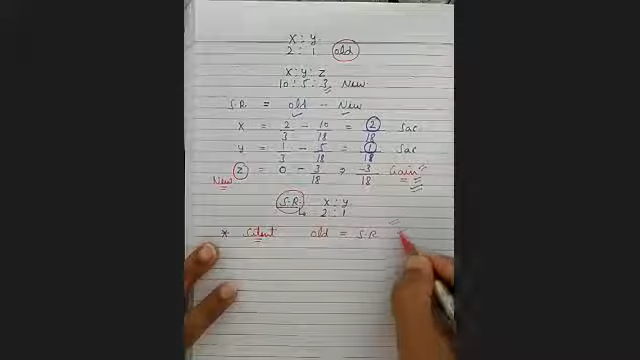 X : y
2 : 1 old
X : y : Z
10 : 5 : 3 New
S.R = old - New
X = 2/3 - 10/18 = 2/18 Sac
y = 1/3 - 5/18 = 1/18 Sac
New Z = 0 - 3/18 ⇒ -3/18 Gain
S.R. X : y
2 : 1
* Silent old = S.R